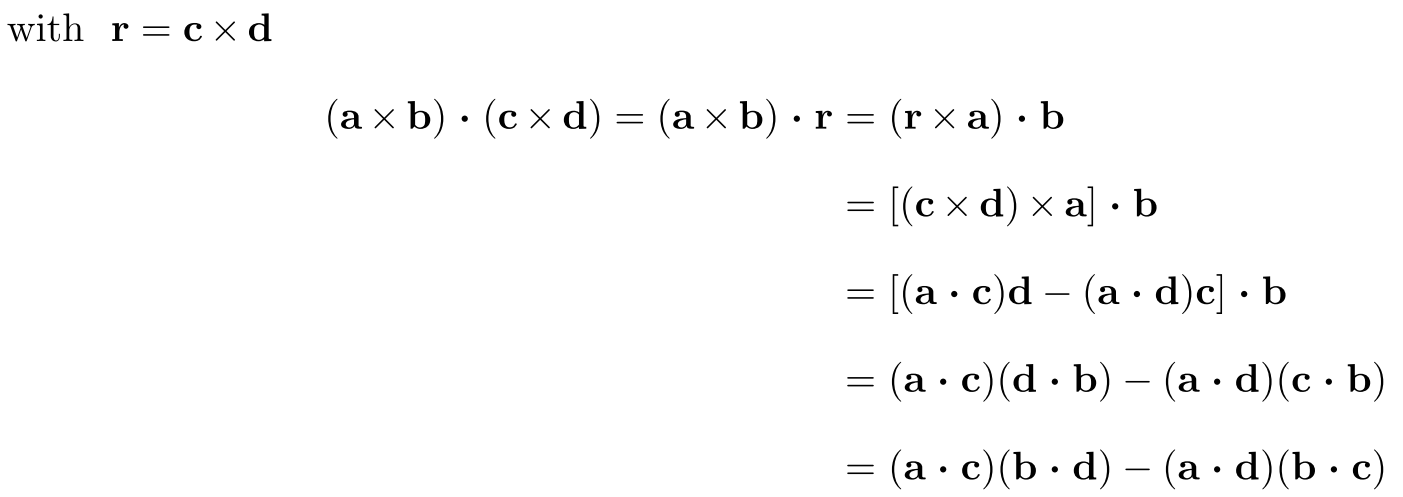 with r = c × d
(a × b) · (c × d) = (a × b) · r = (r × a) · b
= [(c × d) × a] · b
= [(a · c)d − (a · d)c] · b
= (a · c)(d · b) − (a · d)(c · b)
= (a · c)(b · d) − (a · d)(b · c)